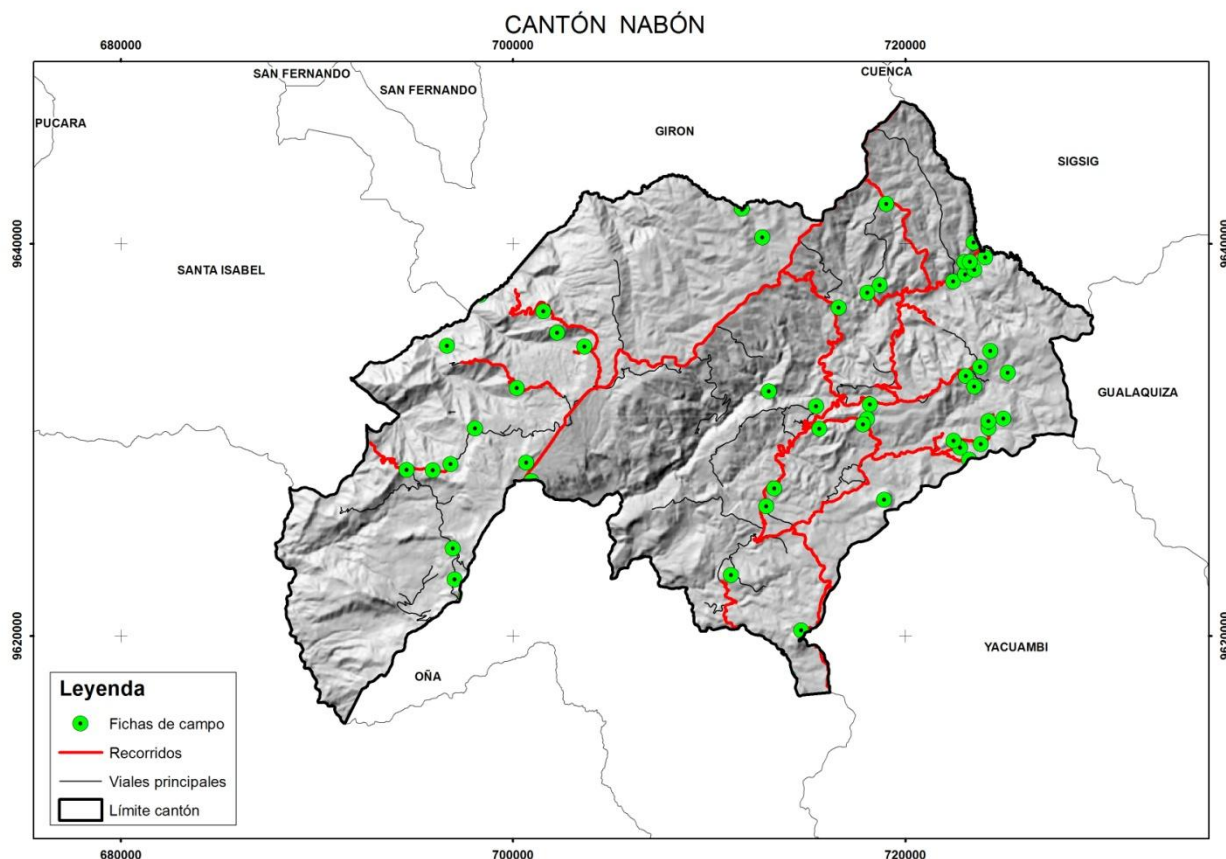 CANTÓN NABÓN
680000
700000
720000
SAN FERNANDO
CUENCA
SAN FERNANDO
PUCARA
GIRON
SIGSIG
9640000
9640000
SANTA ISABEL
GUALAQUIZA
9620000
9620000
YACUAMBI
OÑA
Leyenda
Fichas de campo
Recorridos
Viales principales
Límite cantón
680000
700000
720000